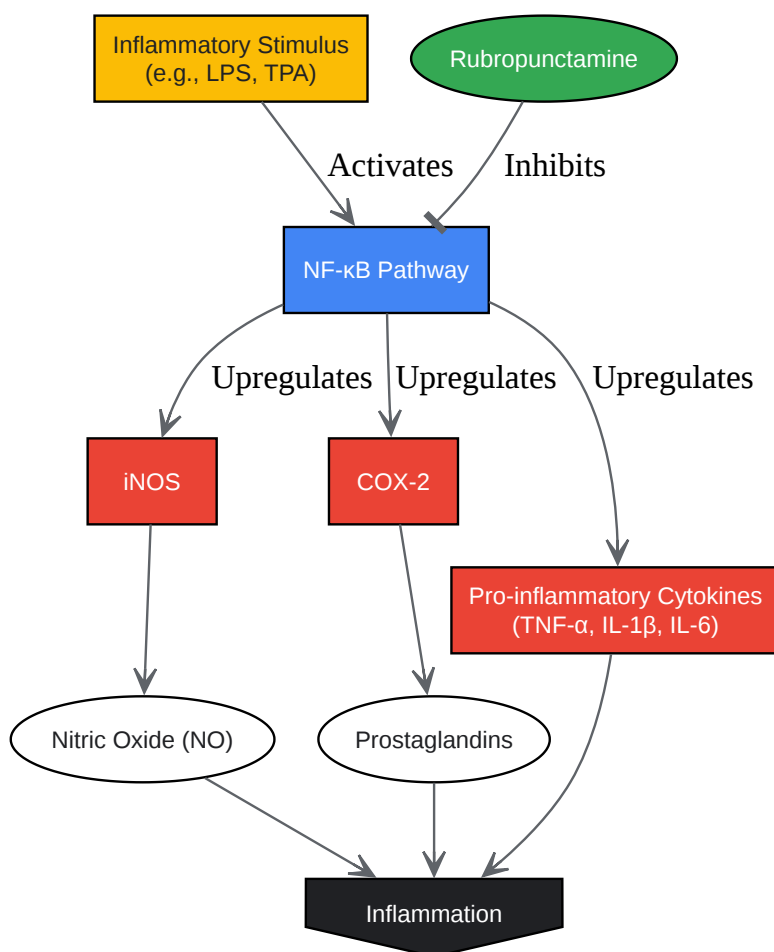 Inflammatory Stimulus
(e.g., LPS, TPA)
Rubropunctamine
Activates
Inhibits
NF-κB Pathway
Upregulates
Upregulates
Upregulates
iNOS
COX-2
Pro-inflammatory Cytokines
(TNF-α, IL-1β, IL-6)
Nitric Oxide (NO)
Prostaglandins
Inflammation